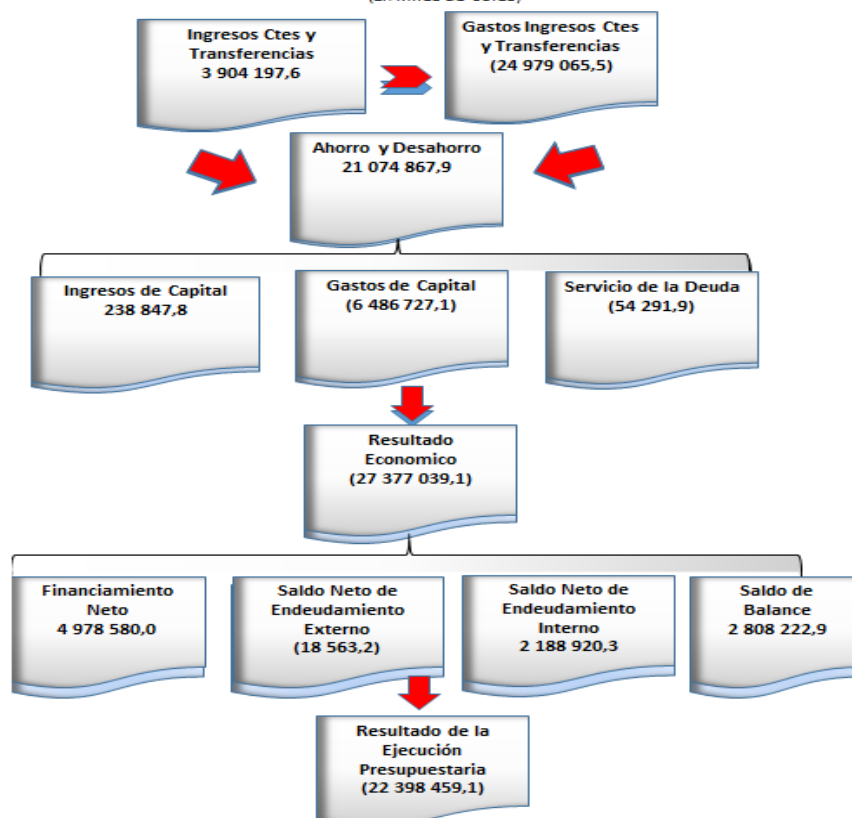 Ingresos Ctes y
Transferencias
3 904 197,6
Gastos Ingresos Ctes
y Transferencias
(24 979 065,5)
Ahorro y Desahorro
21 074 867,9
Ingresos de Capital
238 847,8
Gastos de Capital
(6 486 727,1)
Servicio de la Deuda
(54 291,9)
Resultado
Economico
(27 377 039,1)
Financiamiento
Neto
4 978 580,0
Saldo Neto de
Endeudamiento
Externo
(18 563,2)
Saldo Neto de
Endeudamiento
Interno
2 188 920,3
Saldo de
Balance
2 808 222,9
Resultado de la
Ejecución
Presupuestaria
(22 398 459,1)